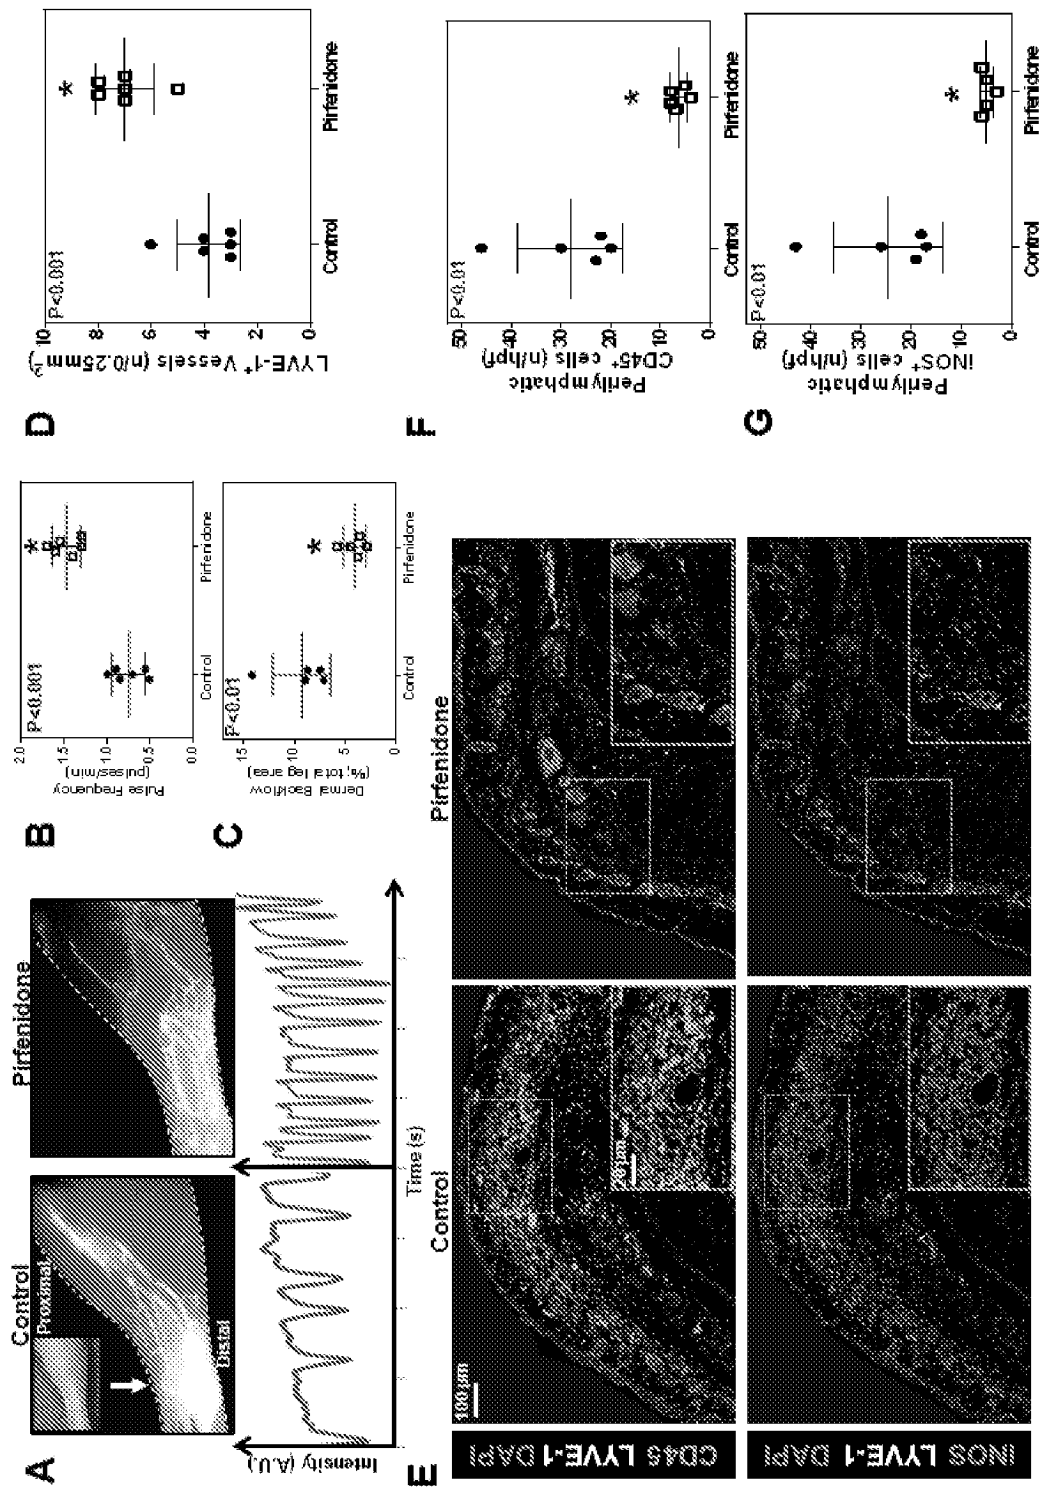 A
Control
Pirfenidone
Proximal
Distal
Intensity (A.U.)
Time (s)
B
Pulse Frequency
(pulses/min)
2.0
1.5
1.0
0.5
0.0
P<0.001
*
Control
Pirfenidone
C
Dermal Backflow
(%; total leg area)
15
10
5
0
P<0.01
*
Control
Pirfenidone
D
LYVE-1⁺ Vessels (n/0.25mm²)
10
8
6
4
2
0
P<0.001
*
Control
Pirfenidone
E
Control
Pirfenidone
CD45 LYVE-1 DAPI
100 µm
20 µm
iNOS LYVE-1 DAPI
F
Perilymphatic
CD45⁺ cells (n/hpf)
50
40
30
20
10
0
P<0.01
*
Control
Pirfenidone
G
Perilymphatic
iNOS⁺ cells (n/hpf)
50
40
30
20
10
0
P<0.01
*
Control
Pirfenidone